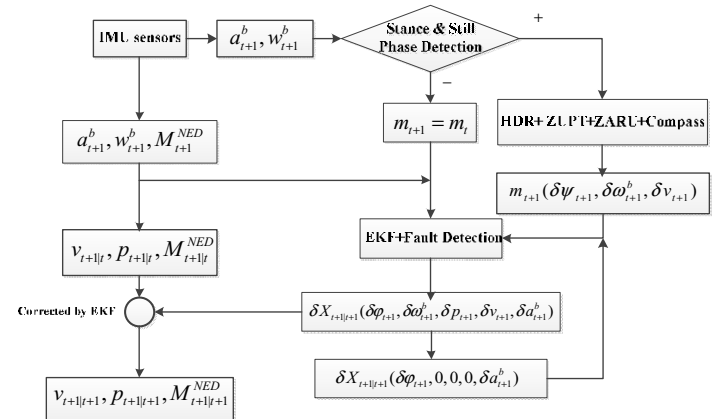 IMU sensors
a^b_{t+1}, w^b_{t+1}
Stance & Still
Phase Detection
+
−
a^b_{t+1}, w^b_{t+1}, M^{NED}_{t+1}
m_{t+1} = m_t
HDR+ ZUPT+ZARU+Compass
m_{t+1}(δψ_{t+1}, δω^b_{t+1}, δv_{t+1})
v_{t+1|t}, p_{t+1|t}, M^{NED}_{t+1|t}
EKF+Fault Detection
Corrected by EKF
δX_{t+1|t+1}(δφ_{t+1}, δω^b_{t+1}, δp_{t+1}, δv_{t+1}, δa^b_{t+1})
δX_{t+1|t+1}(δφ_{t+1}, 0, 0, 0, δa^b_{t+1})
v_{t+1|t+1}, p_{t+1|t+1}, M^{NED}_{t+1|t+1}